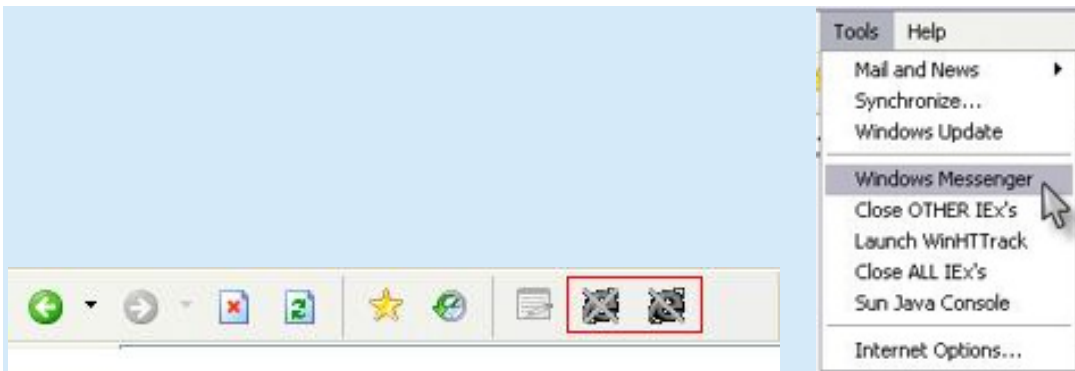 Tools Help
Mail and News
Synchronize...
Windows Update
Windows Messenger
Close OTHER IEx's
Launch WinHTTrack
Close ALL IEx's
Sun Java Console
Internet Options...